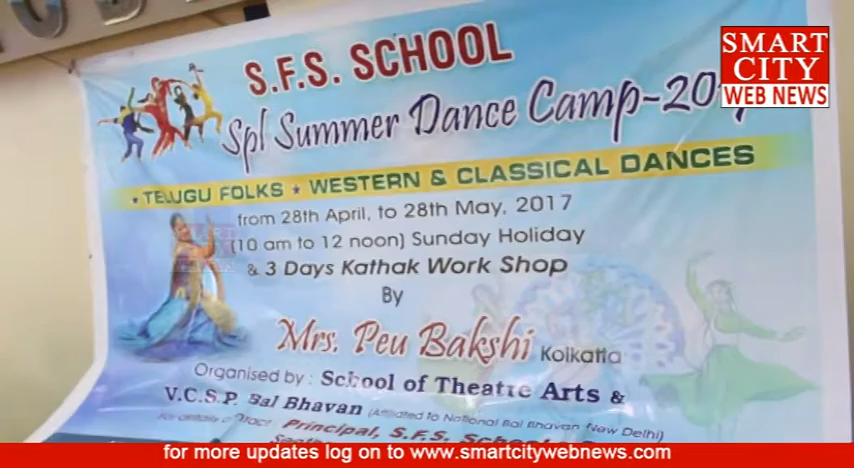 S.F.S. SCHOOL
Spl Summer Dance Camp-2017
★ TELUGU FOLKS ★ WESTERN & CLASSICAL DANCES
from 28th April, to 28th May, 2017
(10 am to 12 noon) Sunday Holiday
& 3 Days Kathak Work Shop
By
Mrs. Peu Bakshi Kolkatta
Organised by : School of Theatre Arts &
V.C.S.P. Bal Bhavan (Affiliated to National Bal Bhavan New Delhi)
Principal, S.F.S. School
SMART
CITY
WEB NEWS
for more updates log on to www.smartcitywebnews.com